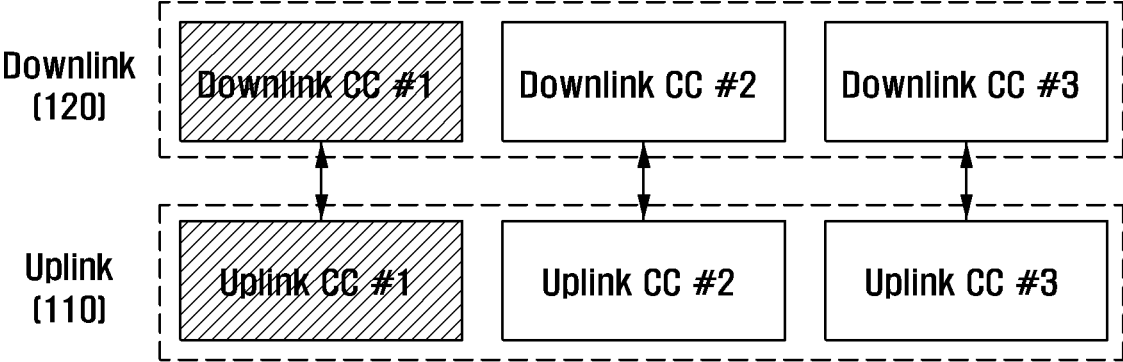 Downlink
(120)
Downlink CC #1
Downlink CC #2
Downlink CC #3
Uplink
(110)
Uplink CC #1
Uplink CC #2
Uplink CC #3